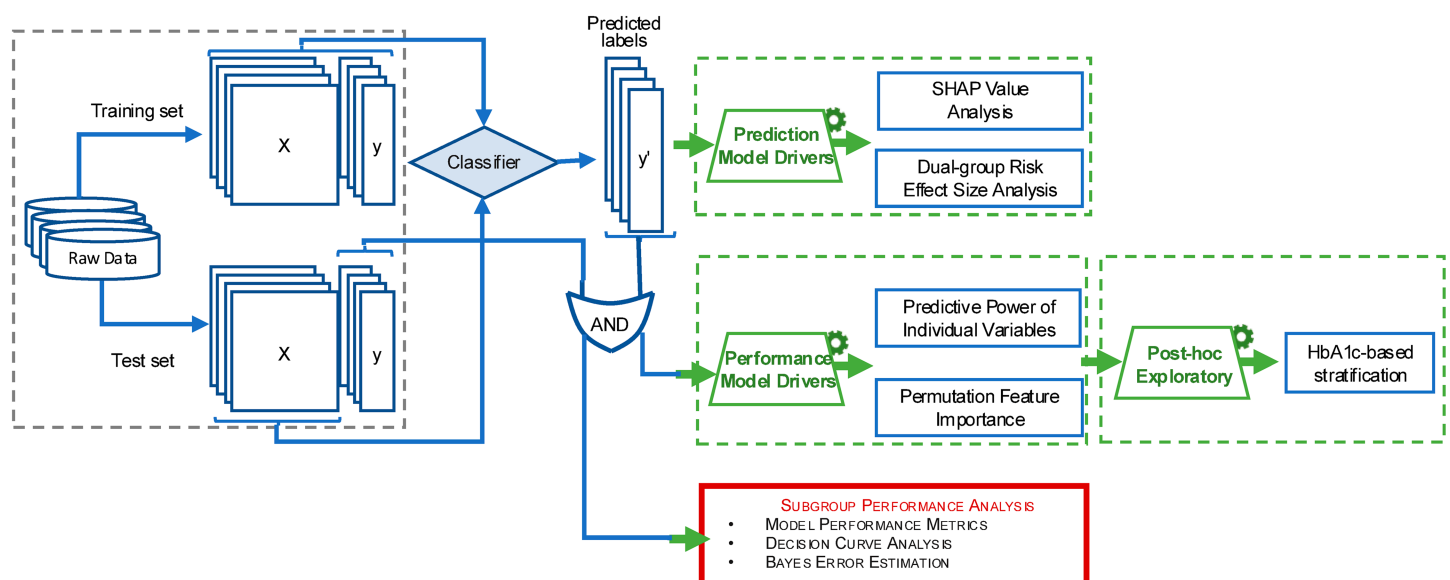 Predicted
labels
Training set
X
y
Classifier
y'
Prediction
Model Drivers
SHAP Value
Analysis
Dual-group Risk
Effect Size Analysis
Raw Data
Test set
X
y
AND
Performance
Model Drivers
Predictive Power of
Individual Variables
Permutation Feature
Importance
Post-hoc
Exploratory
HbA1c-based
stratification
SUBGROUP PERFORMANCE ANALYSIS
• MODEL PERFORMANCE METRICS
• DECISION CURVE ANALYSIS
• BAYES ERROR ESTIMATION